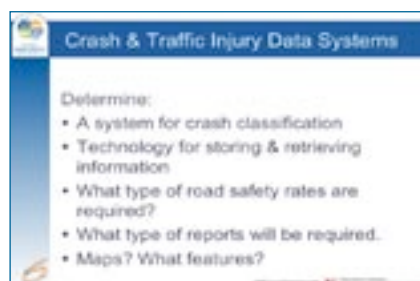 Crash & Traffic Injury Data Systems
Determine:
• A system for crash classification
• Technology for storing & retrieving
information
• What type of road safety rates are
required?
• What type of reports will be required.
• Maps? What features?